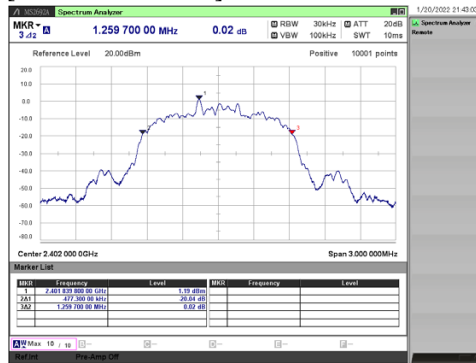 MS2692A Spectrum Analyzer
1/20/2022 21:43:03
MKR 1.259 700 00 MHz 0.02 dB RBW 30kHz ATT 20dB
3Δ2 VBW 100kHz SWT 10ms
Spectrum Analyzer
Remote
Reference Level 20.00dBm Positive 10001 points
20.0
10.0
0.0
-10.0
-20.0
-30.0
-40.0
-50.0
-60.0
-70.0
-80.0
1
3
Center 2.402 000 0GHz Span 3.000 000MHz
Marker List
MKR Frequency Level MKR Frequency Level
1 2.401 839 800 00 GHz 1.19 dBm
2Δ1 -477.300 00 kHz -20.04 dB
3Δ2 1.259 700 00 MHz 0.02 dB
A Max 10 / 10
Ref.Int Pre-Amp Off